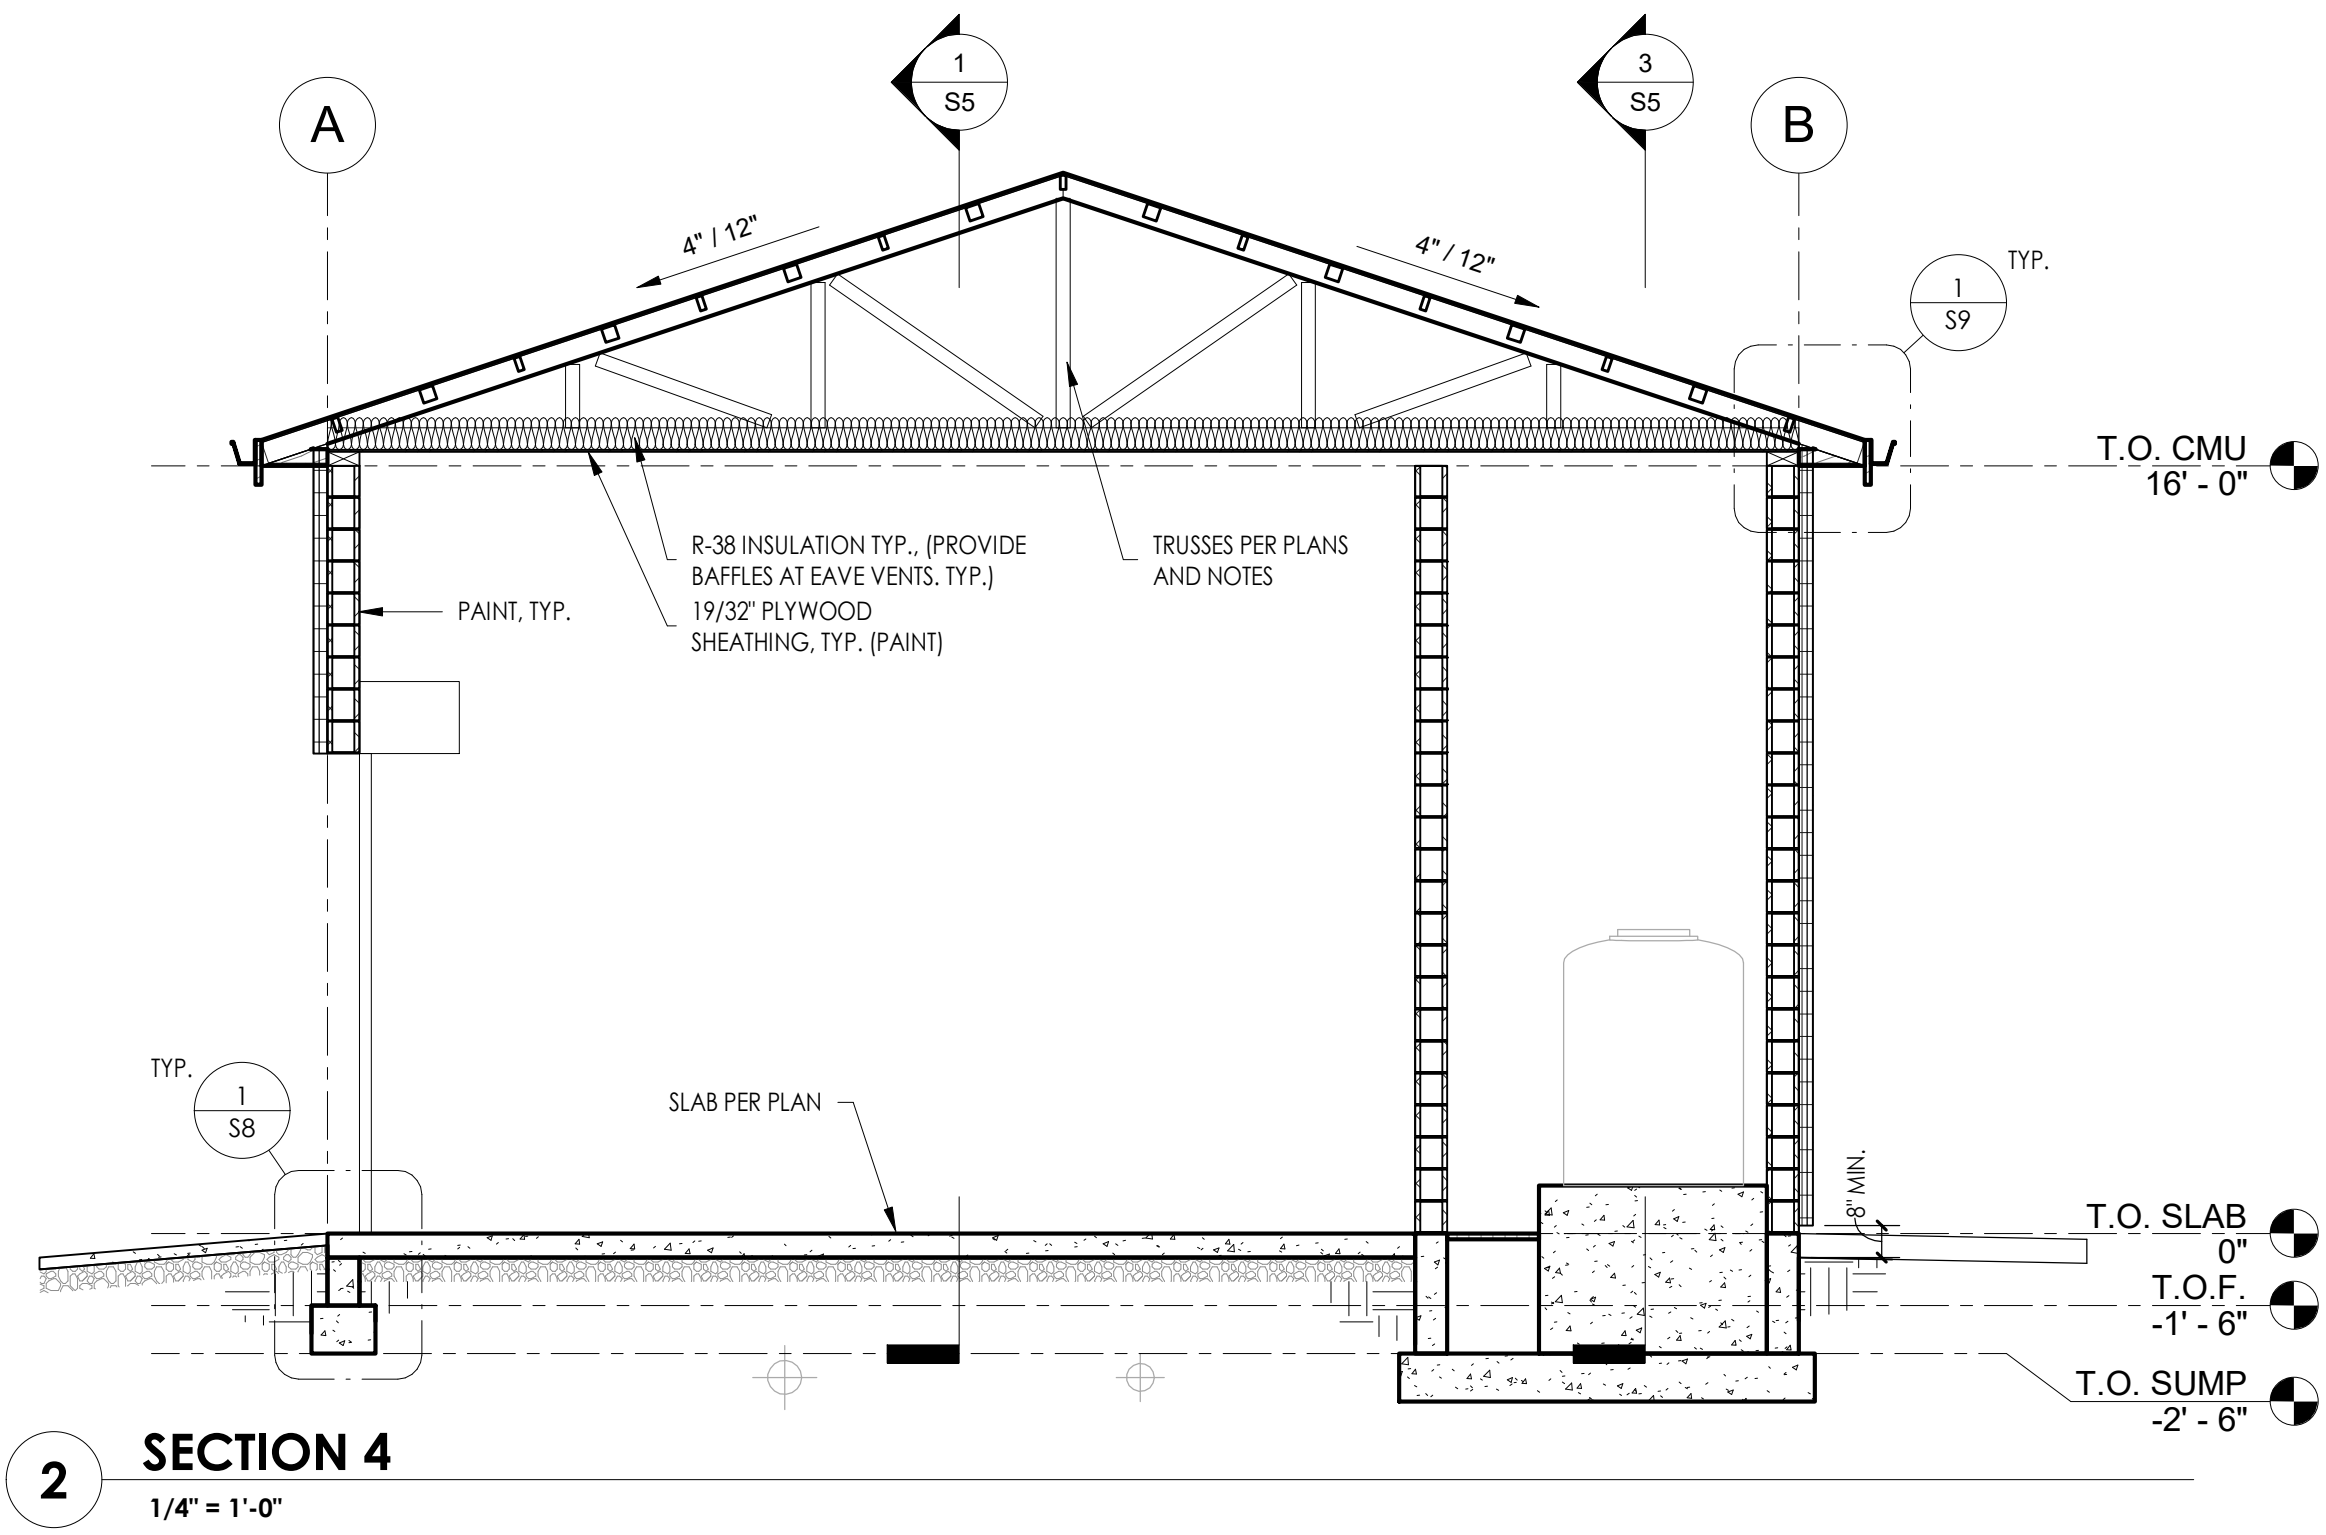 1
S5
3
S5
A
B
4" / 12"
4" / 12"
TYP.
1
S9
T.O. CMU
16' - 0"
R-38 INSULATION TYP., (PROVIDE
BAFFLES AT EAVE VENTS. TYP.)
19/32" PLYWOOD
SHEATHING, TYP. (PAINT)
TRUSSES PER PLANS
AND NOTES
PAINT, TYP.
TYP.
1
S8
SLAB PER PLAN
8" MIN.
T.O. SLAB
0"
T.O.F.
-1' - 6"
T.O. SUMP
-2' - 6"
2
SECTION 4
1/4" = 1'-0"